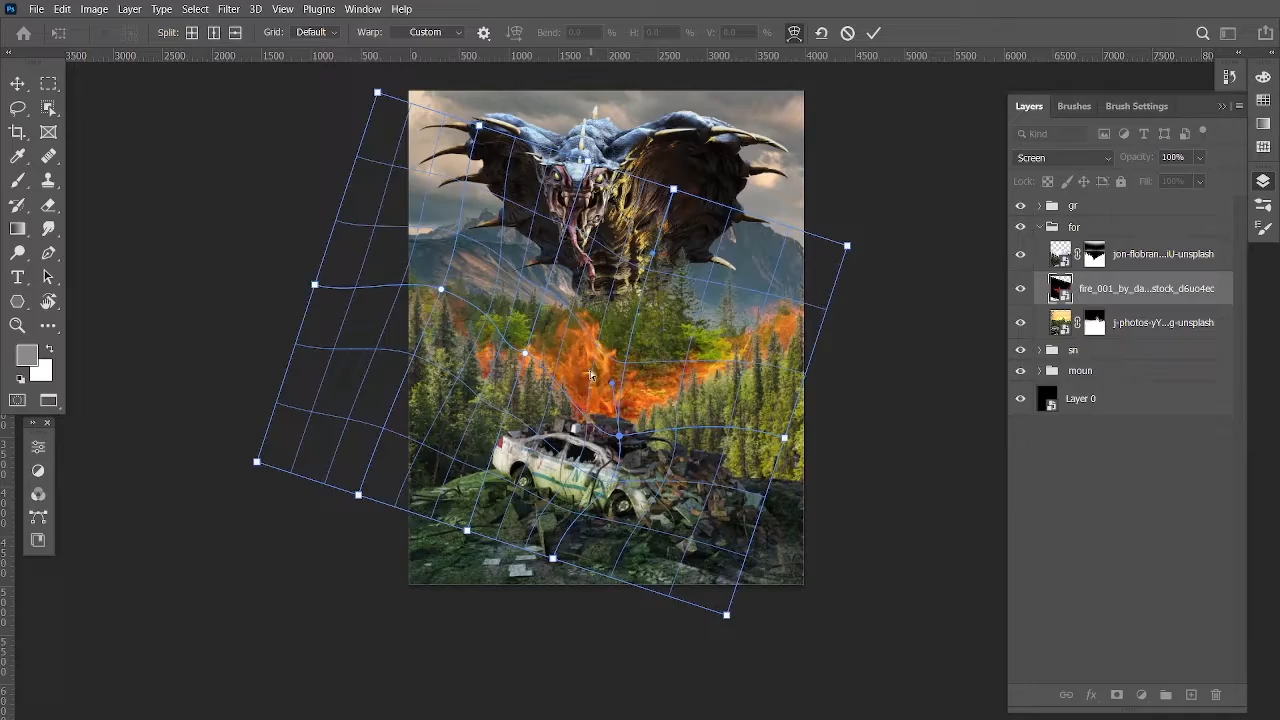 Ps File Edit Image Layer Type Select Filter 3D View Plugins Window Help
Split: Grid: Default Warp: Custom Bend: 0.0 % H: 0.0 % V: 0.0 %
3500 3000 2500 2000 1500 1000 500 0 500 1000 1500 2000 2500 3000 3500 4000 4500 5000 5500 6000 6500 7000 7500 80
Layers Brushes Brush Settings
Kind
Screen Opacity: 100%
Lock: Fill: 100%
gr
for
jon-flobran...iU-unsplash
fire_001_by_da...stock_d6uo4ec
j-photos-yY...g-unsplash
sn
moun
Layer 0